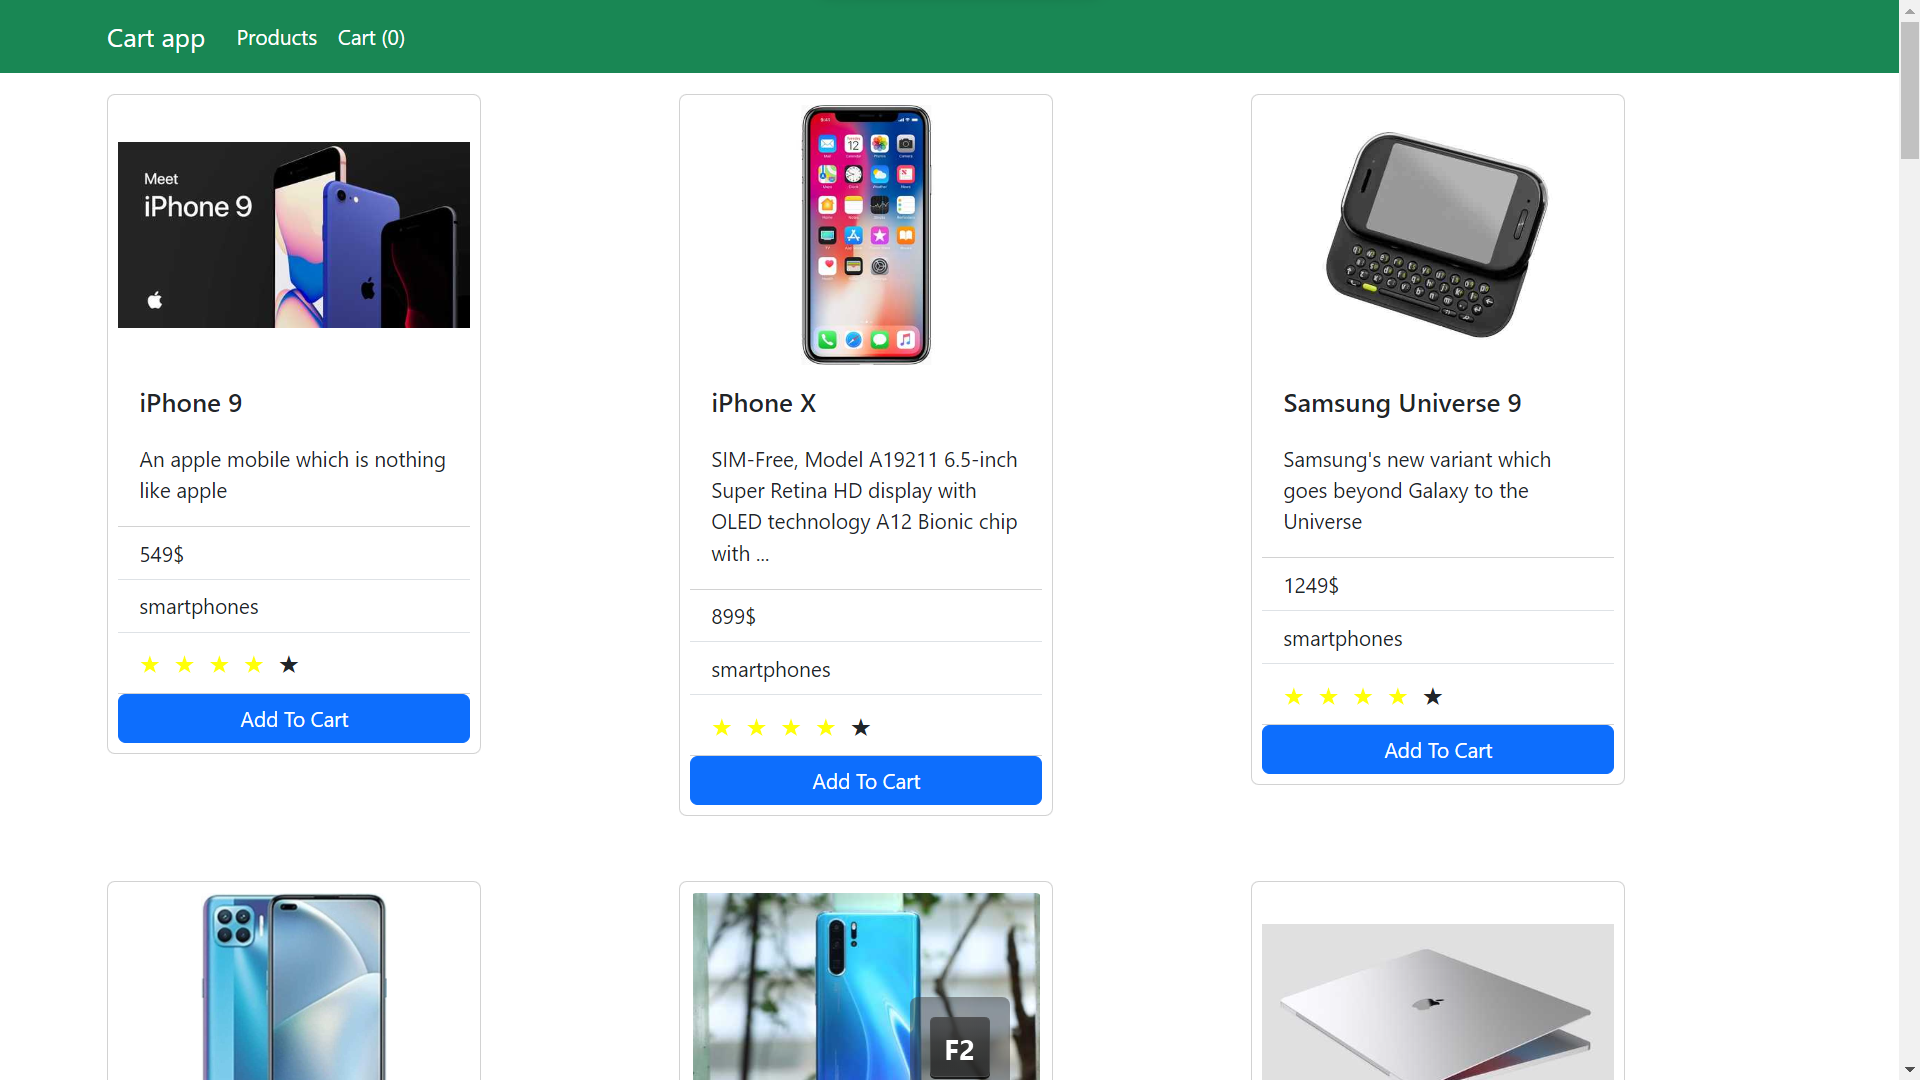 Cart app Products Cart (0)
Meet
iPhone 9
iPhone 9
An apple mobile which is nothing
like apple
549$
smartphones
Add To Cart
iPhone X
SIM-Free, Model A19211 6.5-inch
Super Retina HD display with
OLED technology A12 Bionic chip
with ...
899$
smartphones
Add To Cart
Samsung Universe 9
Samsung's new variant which
goes beyond Galaxy to the
Universe
1249$
smartphones
Add To Cart
F2